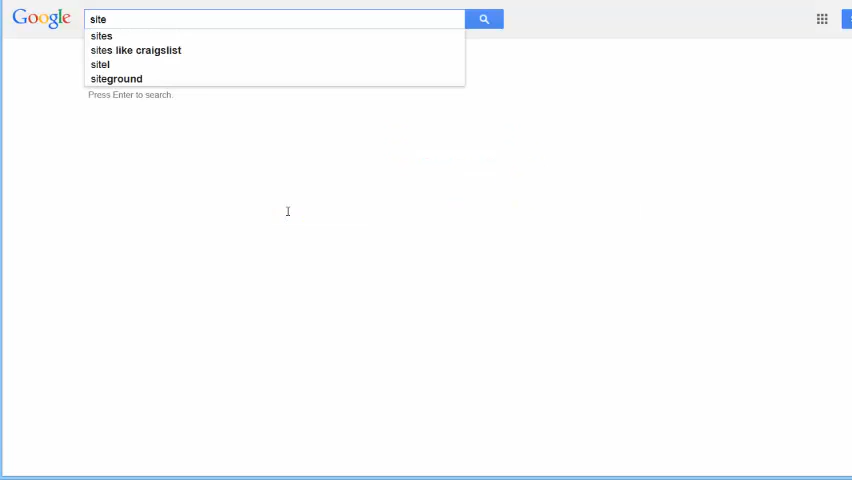 Google site
sites
sites like craigslist
sitel
siteground
Press Enter to search.